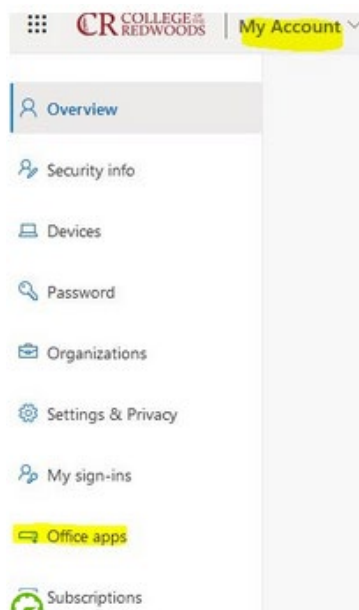 CR COLLEGE OF THE REDWOODS My Account
Overview
Security info
Devices
Password
Organizations
Settings & Privacy
My sign-ins
Office apps
Subscriptions